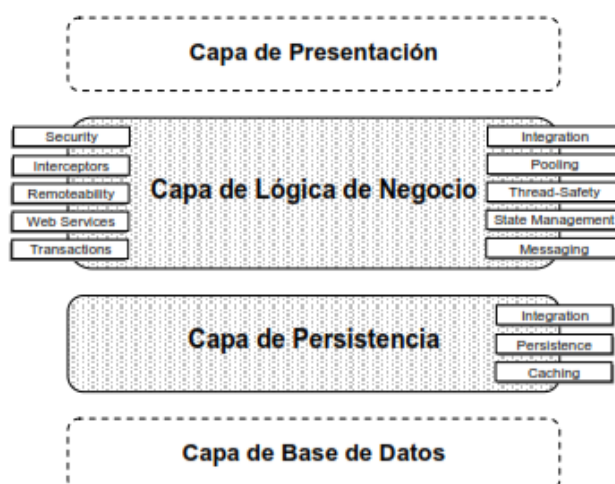 Capa de Presentación
Security
Interceptors
Remoteability
Web Services
Transactions
Capa de Lógica de Negocio
Integration
Pooling
Thread-Safety
State Management
Messaging
Capa de Persistencia
Integration
Persistence
Caching
Capa de Base de Datos